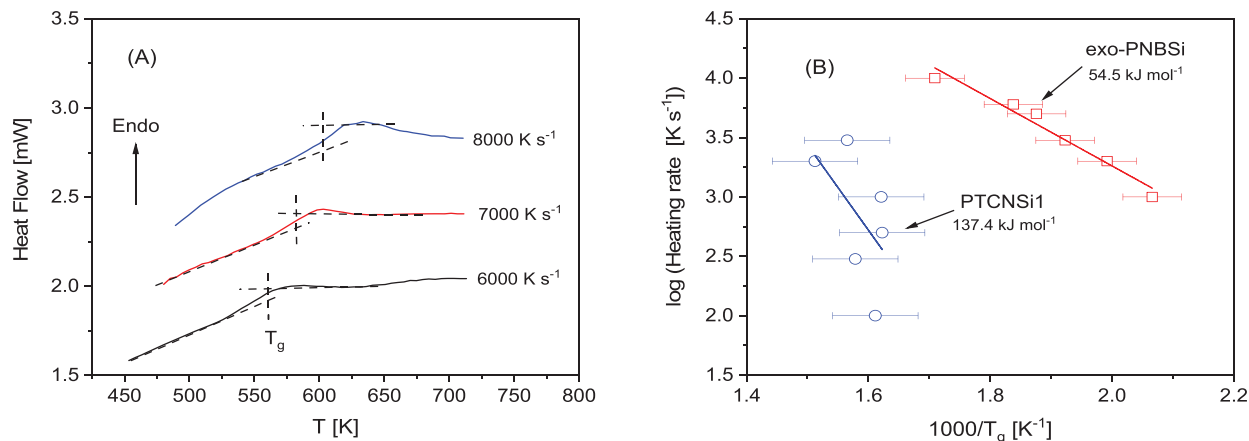 (A)
Endo
8000 K s⁻¹
7000 K s⁻¹
6000 K s⁻¹
Tg
3.5
3.0
2.5
2.0
1.5
Heat Flow [mW]
450 500 550 600 650 700 750 800
T [K]
(B)
exo-PNBSi
54.5 kJ mol⁻¹
PTCNSi1
137.4 kJ mol⁻¹
4.5
4.0
3.5
3.0
2.5
2.0
1.5
log (Heating rate [K s⁻¹])
1.4 1.6 1.8 2.0 2.2
1000/Tg [K⁻¹]